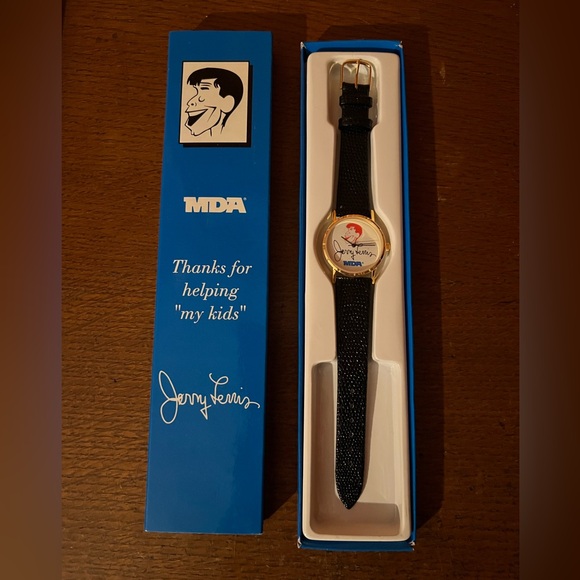 MDA
Thanks for
helping
"my kids"
Jerry Lewis
Jerry Lewis
MDA